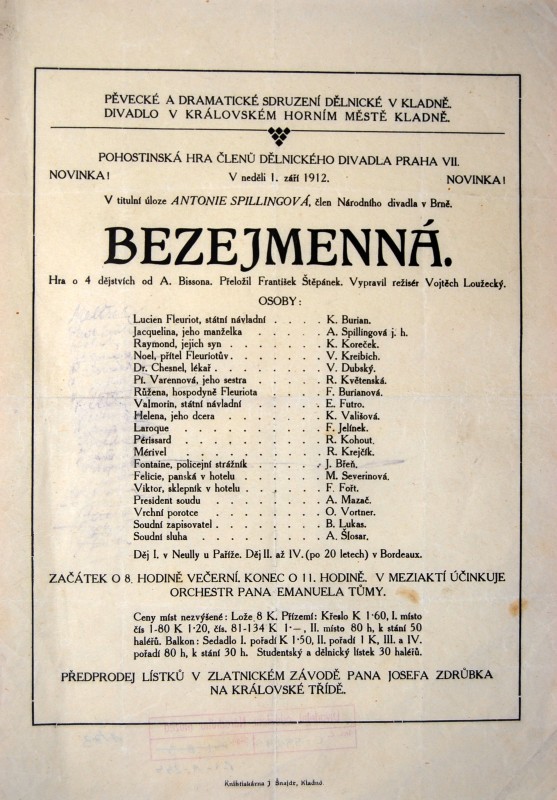 PĚVECKÉ A DRAMATICKÉ SDRUZENÍ DĚLNICKÉ V KLADNĚ.
DIVADLO V KRÁLOVSKÉM HORNÍM MĚSTĚ KLADNĚ.
POHOSTINSKÁ HRA ČLENŮ DĚLNICKÉHO DIVADLA PRAHA VII.
NOVINKA! V neděli 1. září 1912. NOVINKA!
V titulní úloze ANTONIE SPILLINGOVÁ, člen Národního divadla v Brně.
BEZEJMENNÁ.
Hra o 4 dějstvích od A. Bissona. Přeložil František Štěpánek. Vypravil režisér Vojtěch Loužecký.
OSOBY:
Lucien Fleuriot, státní návladní . . . . K. Burian.
Jacquelina, jeho manželka . . . . . A. Spillingová j. h.
Raymond, jejich syn . . . . . . . K. Koreček.
Noel, přítel Fleuriotův . . . . . . . V. Kreibich.
Dr. Chesnel, lékař . . . . . . . . V. Dubský.
Pí. Varennová, jeho sestra . . . . . R. Květenská.
Růžena, hospodyně Fleuriota . . . . F. Burianová.
Valmorin, státní návladní . . . . . E. Futro.
Helena, jeho dcera . . . . . . . K. Vališová.
Laroque . . . . . . . . . . F. Jelínek.
Périssard . . . . . . . . . R. Kohout.
Mérivel . . . . . . . . . . R. Krejčík.
Fontaine, policejní strážník . . . . . J. Břeň.
Felicie, panská v hotelu . . . . . . M. Severinová.
Viktor, sklepník v hotelu . . . . . . F. Fořt.
President soudu . . . . . . . . A. Mazač.
Vrchní porotce . . . . . . . . O. Vortner.
Soudní zapisovatel . . . . . . . . B. Lukas.
Soudní sluha . . . . . . . . . A. Šlosar.
Děj I. v Neully u Paříže. Děj II. až IV. (po 20 letech) v Bordeaux.
ZAČÁTEK O 8. HODINĚ VEČERNÍ. KONEC O 11. HODINĚ. V MEZIAKTÍ ÚČINKUJE
ORCHESTR PANA EMANUELA TŮMY.
Ceny míst nezvýšené: Lože 8 K. Přízemí: Křeslo K 1·60, I. místo
čís 1-80 K 1·20, čís. 81-134 K 1·—, II. místo 80 h, k stání 50
haléřů. Balkon: Sedadlo I. pořadí K 1·50, II. pořadí 1 K, III. a IV.
pořadí 80 h, k stání 30 h. Studentský a dělnický lístek 30 haléřů.
PŘEDPRODEJ LÍSTKŮ V ZLATNICKÉM ZÁVODĚ PANA JOSEFA ZDRŮBKA
NA KRÁLOVSKÉ TŘÍDĚ.
Knihtiskárna J. Šnajdr, Kladno.